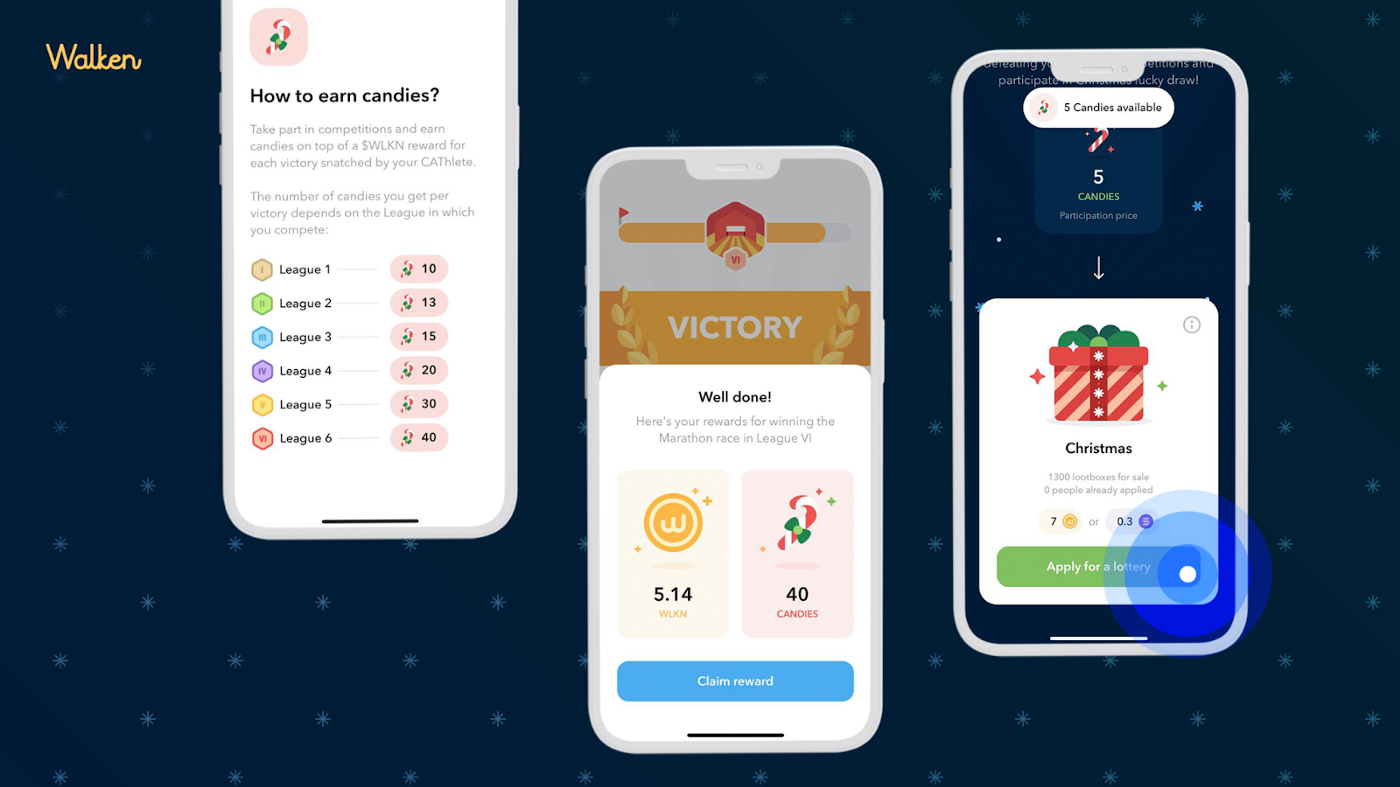 Walken
How to earn candies?
Take part in competitions and earn
candies on top of a $WLKN reward for
each victory snatched by your CAThlete.
The number of candies you get per
victory depends on the League in which
you compete:
I League 1 10
II League 2 13
III League 3 15
IV League 4 20
V League 5 30
VI League 6 40
VI
VICTORY
Well done!
Here's your rewards for winning the
Marathon race in League VI
5.14 40
WLKN CANDIES
Claim reward
defeating and
participate in Christmas lucky draw!
5 Candies available
5
CANDIES
Participation price
Christmas
1300 lootboxes for sale
0 people already applied
7 or 0.3
Apply for a lottery